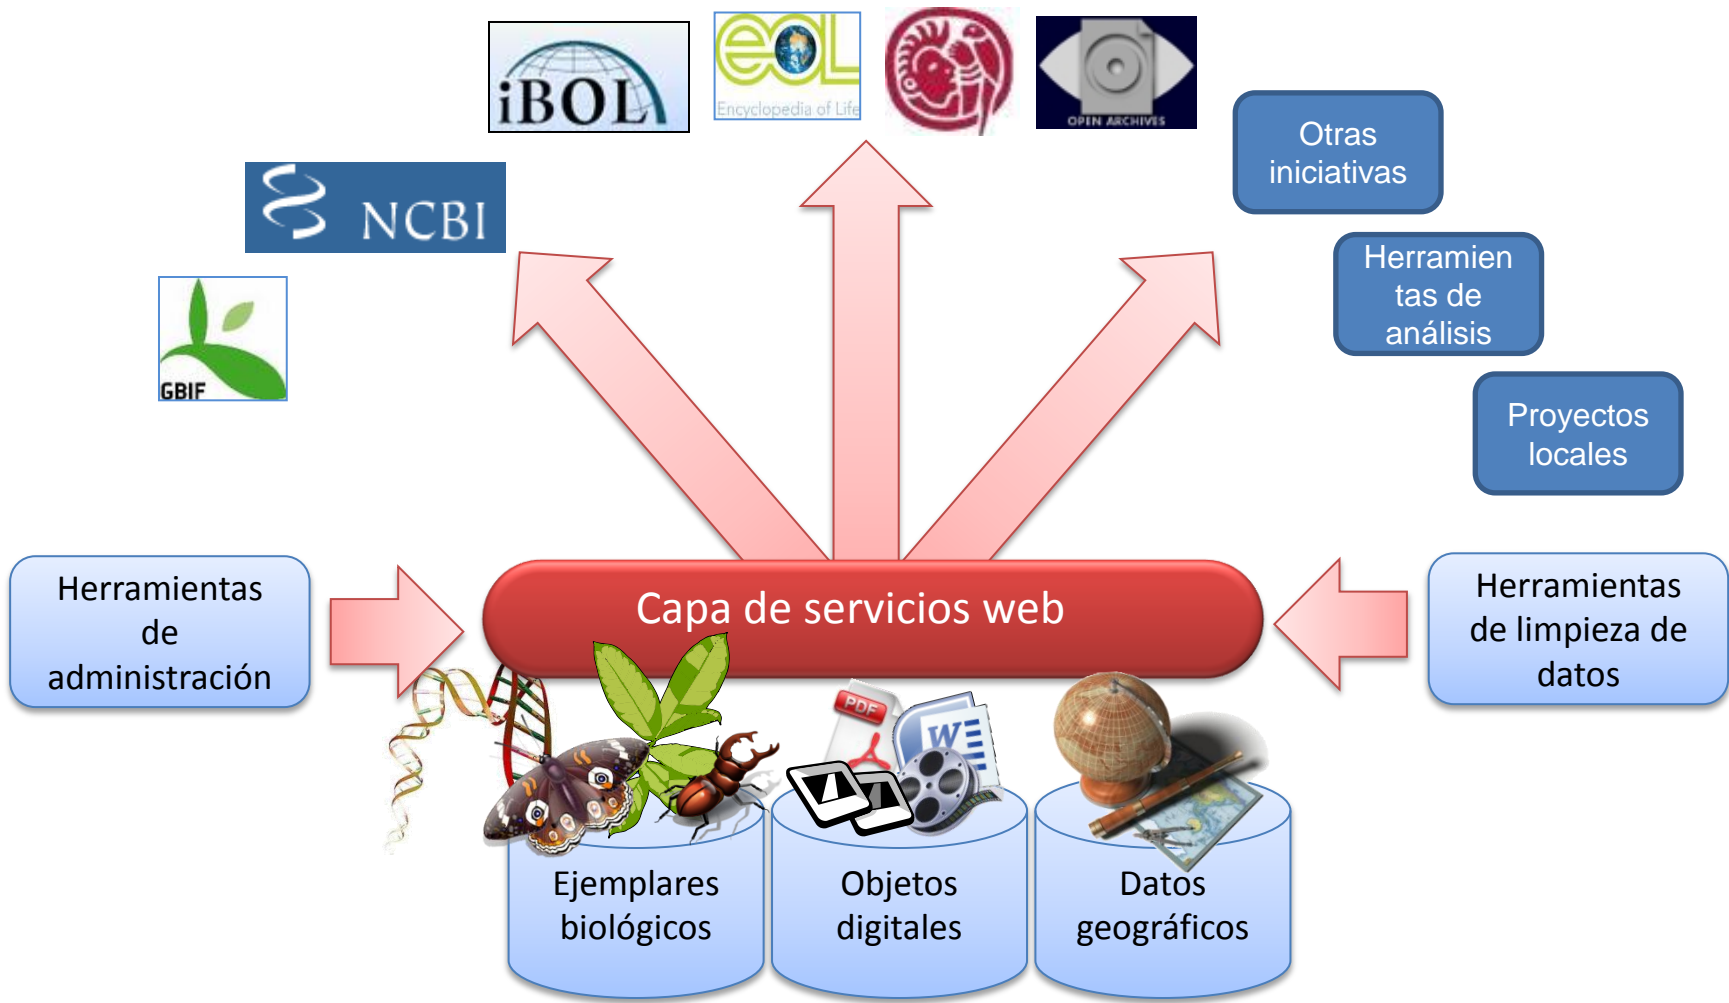 iBOL
eOL
Encyclopedia of Life
OPEN ARCHIVES
Otras
iniciativas
NCBI
Herramien
tas de
análisis
GBIF
Proyectos
locales
Herramientas
de
administración
Capa de servicios web
Herramientas
de limpieza de
datos
PDF
W
Ejemplares
biológicos
Objetos
digitales
Datos
geográficos